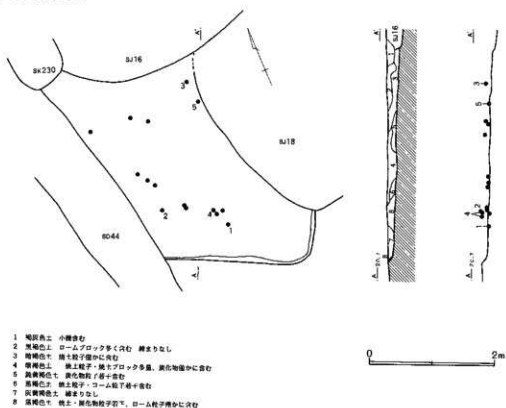 SJ16
A'
SK230
SJ18
SD44
3
5
2
4
1
A
A'
SJ16
A'
3
5
2
4
1
A
A
1 褐灰色土 小礫含む
2 黒褐色土 ロームブロック多く含む 締まりなし
3 暗褐色土 焼土粒子僅かに含む
4 暗褐色土 焼土粒子・焼土ブロック多量、炭化物僅かに含む
5 黄褐色土 炭化物粒子若干含む
6 黒褐色土 焼土粒子・ローム粒子若干含む
7 灰黄褐色土 締まりなし
8 黒褐色土 焼土・炭化物粒子若干、ローム粒子僅かに含む
0 2m